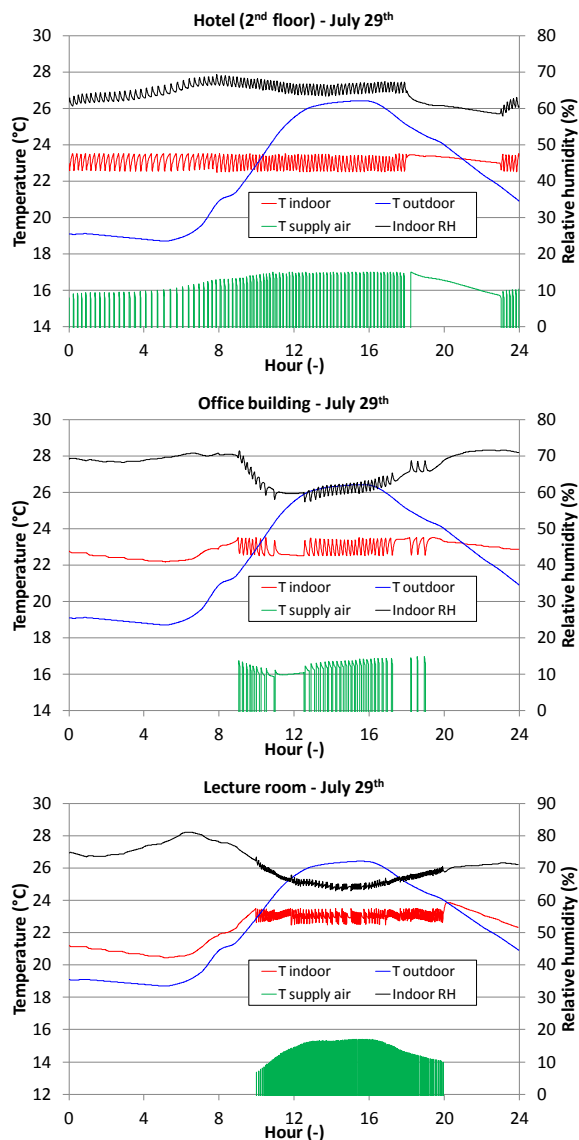 Hotel (2nd floor) - July 29th
30 80
28 70
26 60
24 50
22 40
20 30
18 20
16 10
14 0
Temperature (°C)
Relative humidity (%)
T indoor T outdoor
T supply air Indoor RH
0 4 8 12 16 20 24
Hour (-)
Office building - July 29th
30 80
28 70
26 60
24 50
22 40
20 30
18 20
16 10
14 0
Temperature (°C)
Relative humidity (%)
T indoor T outdoor
T supply air Indoor RH
0 4 8 12 16 20 24
Hour (-)
Lecture room - July 29th
30 90
28 80
26 70
24 60
22 50
20 40
18 30
16 20
14 10
12 0
Temperature (°C)
Relative humidity (%)
T indoor T outdoor
T supply air Indoor RH
0 4 8 12 16 20 24
Hour (-)